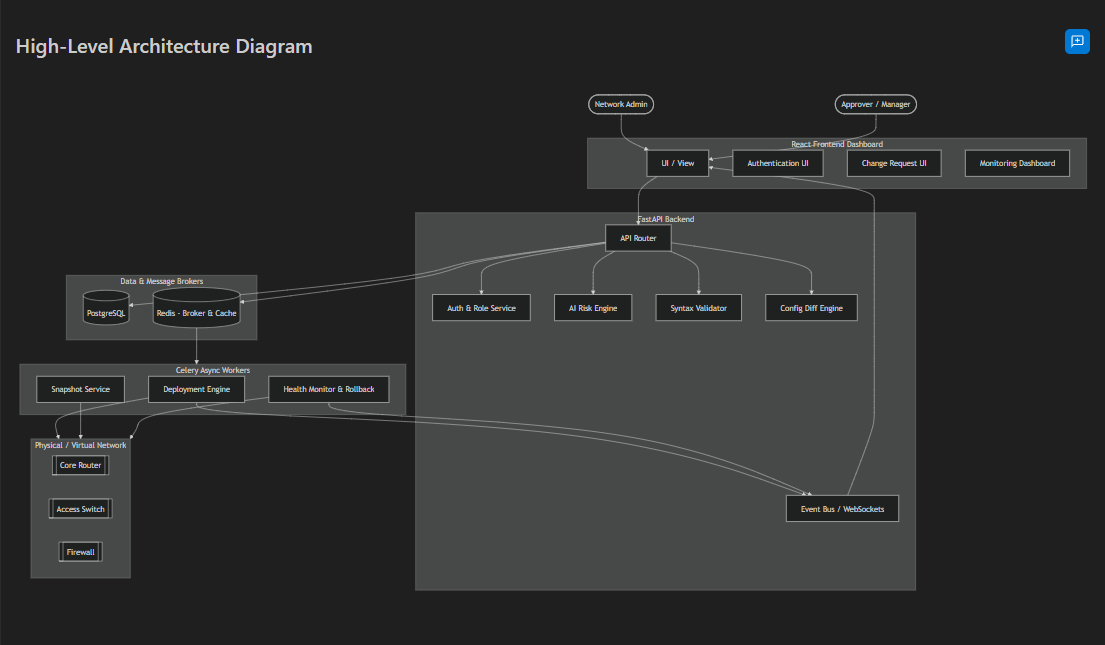 High-Level Architecture Diagram
Network Admin
Approver / Manager
React Frontend Dashboard
UI / View
Authentication UI
Change Request UI
Monitoring Dashboard
FastAPI Backend
API Router
Data & Message Brokers
PostgreSQL
Redis - Broker & Cache
Auth & Role Service
AI Risk Engine
Syntax Validator
Config Diff Engine
Celery Async Workers
Snapshot Service
Deployment Engine
Health Monitor & Rollback
Physical / Virtual Network
Core Router
Access Switch
Firewall
Event Bus / WebSockets